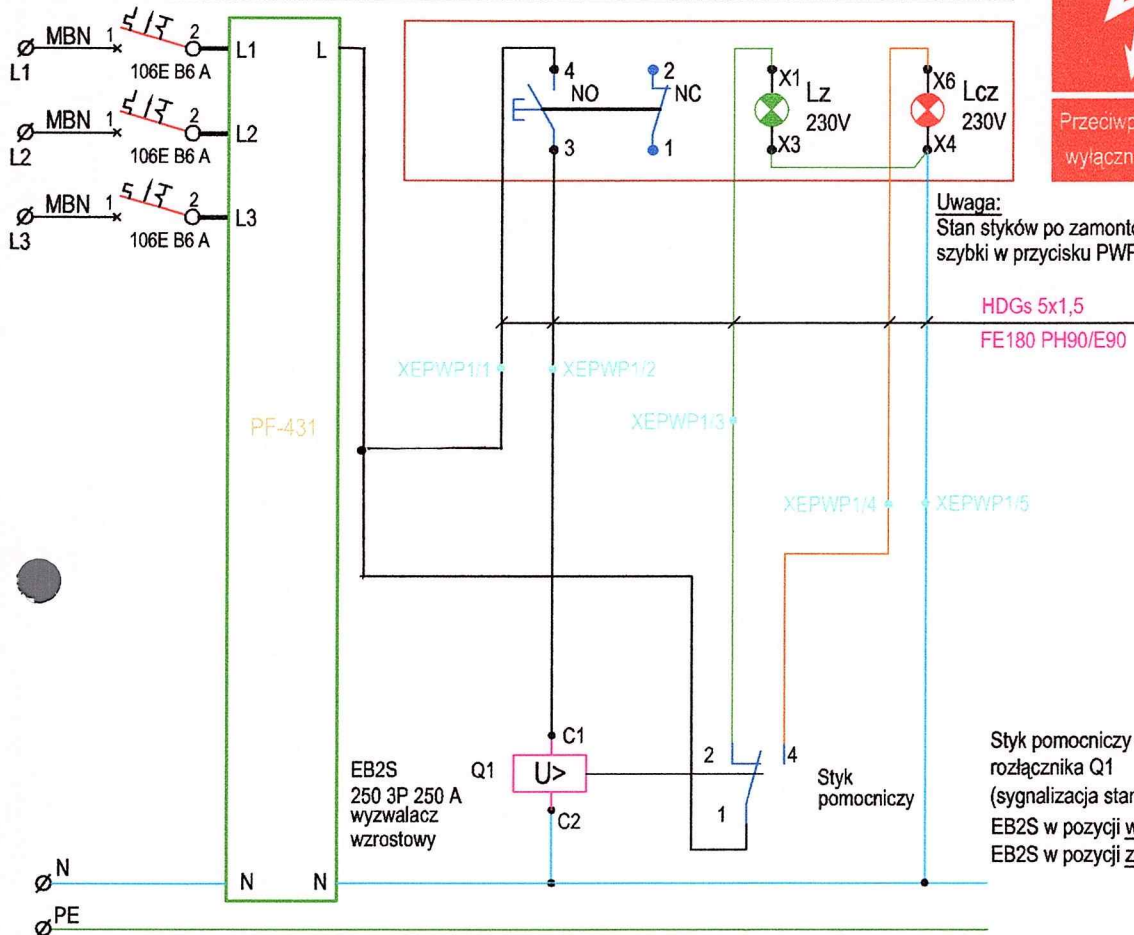 MBN 1 2 L1 L
L1
106E B6 A
MBN 1 2 L2
L2
106E B6 A
MBN 1 2 L3
L3
106E B6 A
4 2
NO NC
3 1
X1 Lz
230V
X3
X6 Lcz
230V
X4
wyłączn
Uwaga:
Stan styków po
szybki w przycisku
HDGs 5x1,5
FE180 PH90/E90
XEPWP1/1 XEPWP1/2
XEPWP1/3
PF-431
XEPWP1/4 XEPWP1/5
C1
EB2S Q1 U>
250 3P 250 A
wyzwalacz
wzrostowy
C2
2 4
1
Styk
pomocniczy
Styk pomocniczy
rozłącznika Q1
(sygnalizacja
EB2S w pozycji
EB2S w pozycji
N N N
PE